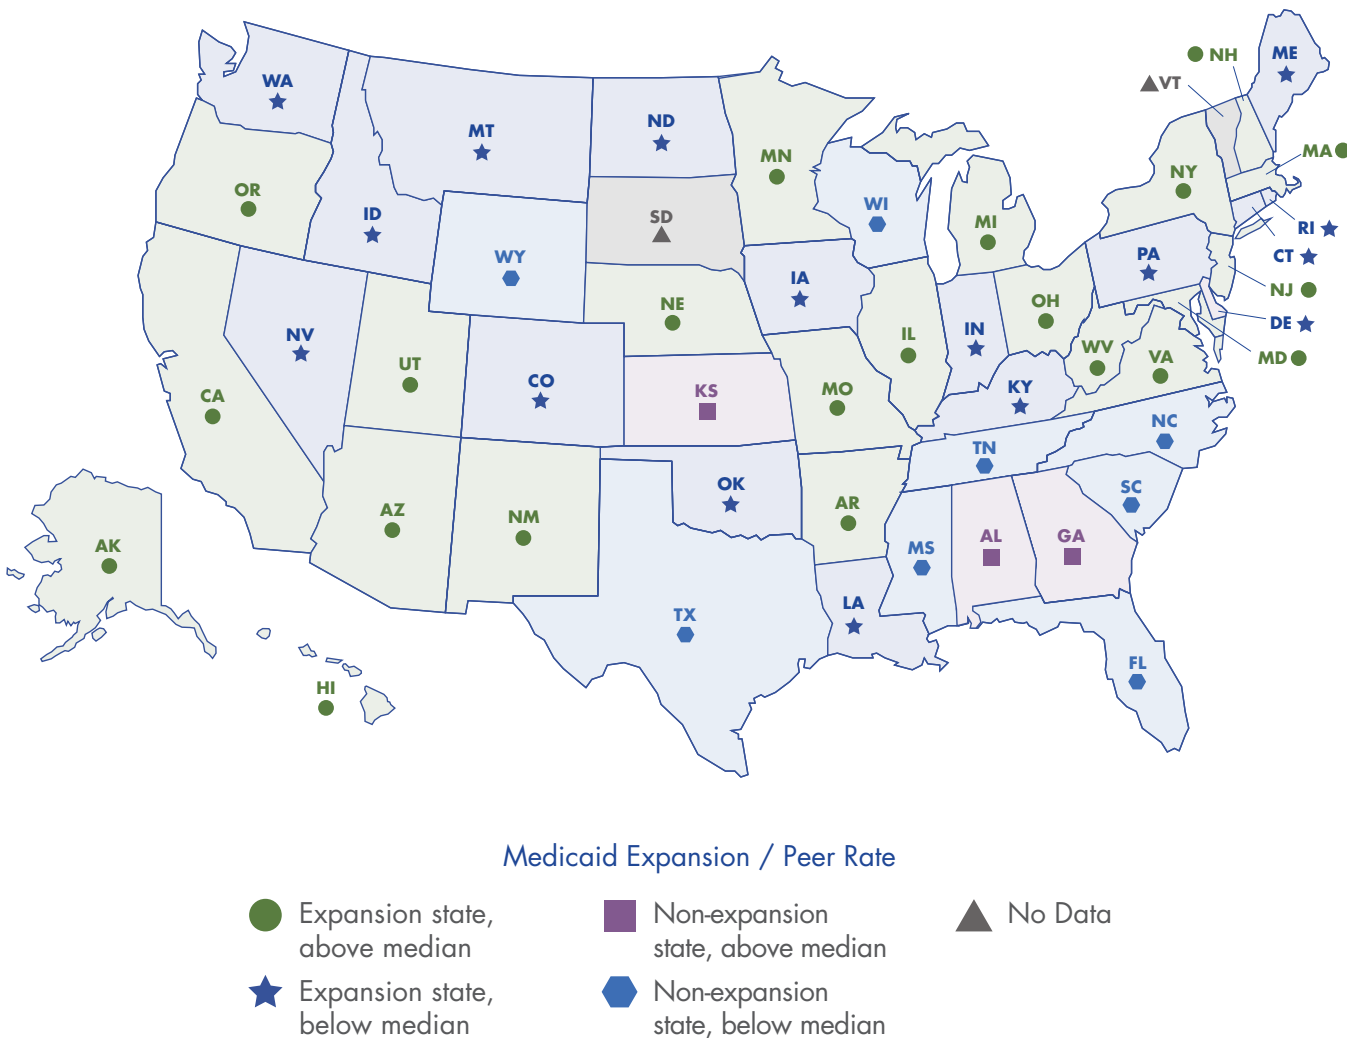 NH
ME
VT
WA
ND
MT
MN
MA
NY
OR
WI
ID
SD
MI
RI
PA
CT
WY
IA
NJ
NE
OH
DE
NV
IL
IN
WV
VA
MD
UT
CO
KY
CA
KS
MO
NC
TN
OK
SC
AZ
AR
NM
AL
GA
AK
MS
LA
TX
FL
HI
Medicaid Expansion / Peer Rate
Expansion state,
above median
Non-expansion
state, above median
No Data
Expansion state,
below median
Non-expansion
state, below median